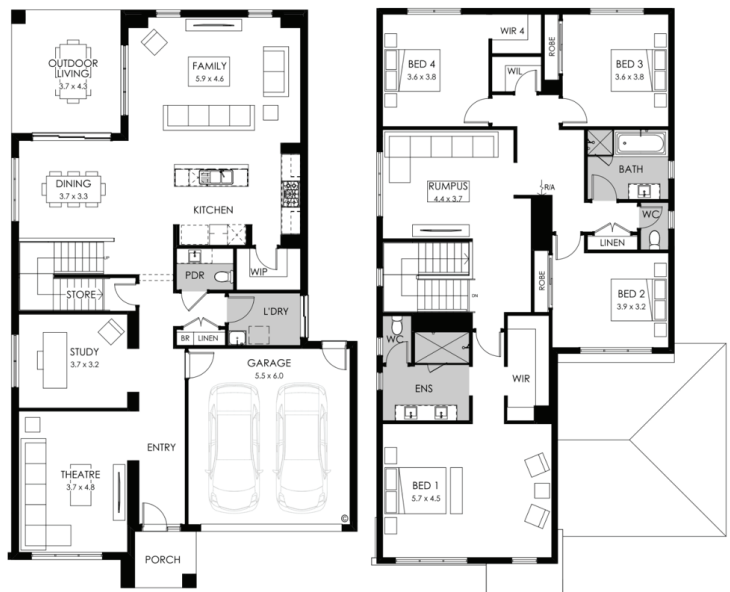 OUTDOOR
LIVING
3.7 x 4.3
FAMILY
5.9 x 4.6
DINING
3.7 x 3.3
KITCHEN
PDR
WIP
STORE
L'DRY
BR
LINEN
STUDY
3.7 x 3.2
GARAGE
5.5 x 6.0
ENTRY
THEATRE
3.7 x 4.8
©
PORCH
WIR 4
ROBE
BED 4
3.6 x 3.8
WIL
BED 3
3.6 x 3.8
BATH
RUMPUS
4.4 x 3.7
R/A
WC
LINEN
ROBE
BED 2
3.9 x 3.2
DN
WC
WIR
ENS
BED 1
5.7 x 4.5